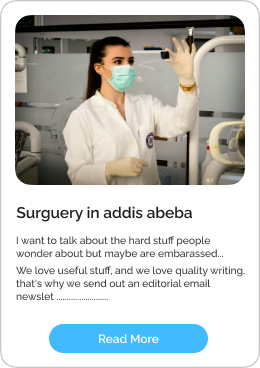 Surguery in addis abeba
I want to talk about the hard stuff people
wonder about but maybe are embarassed...
We love useful stuff, and we love quality writing,
that's why we send out an editorial email
newslet .........................
Read More